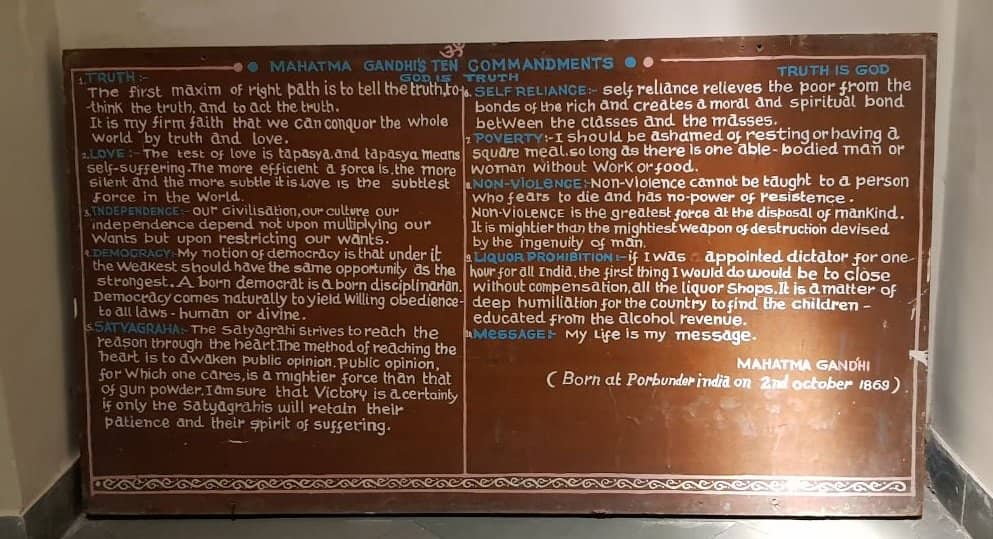 ॐ
MAHATMA GANDHI'S TEN COMMANDMENTS
GOD IS TRUTH
TRUTH IS GOD
1. TRUTH :-
The first maxim of right path is to tell the truth, to-
-think the truth, and to act the truth.
It is my firm faith that we can conquor the whole
world by truth and love.
2. LOVE :- The test of love is tapasya. and tapasya means
self-suffering. The more efficient a force is, the more
silent and the more subtle it is. Love is the subtlest
force in the World.
3. INDEPENDENCE :- our civilisation, our culture our
independence depend not upon multiplying our
Wants but upon restricting our wants.
4. DEMOCRACY:- My notion of democracy is that under it
the Weakest should have the same opportunity as the
strongest. A born democrat is a born disciplinarian.
Democracy comes naturally to yield Willing obedience-
to all laws - human or divine.
5. SATYAGRAHA:- The Satyagrahi strives to reach the
reason through the heart The method of reaching the
heart is to awaken public opinion. Public opinion,
for Which one cares, is a mightier force than that
of gun powder. I am sure that Victory is a certainty
if only the Satyagrahis will retain their
patience and their spirit of suffering.
6. SELF RELIANCE:- self reliance relieves the poor from the
bonds of the rich and creates a moral and spiritual bond
between the classes and the masses.
7. POVERTY:- I should be ashamed of resting or having a
square meal. so long as there is one able-bodied man or
woman without work or food.
8. NON-VIOLENCE: Non-violence cannot be taught to a person
who fears to die and has no-power of resistence.
Non-VIOLENCE is the greatest force at the disposal of mankind.
It is mightier than the mightiest weapon of destruction devised
by the ingenuity of man.
9. LIQUOR PROHIBITION:- if I was a appointed dictator for one-
hour for all India, the first thing I would do would be to close
without compensation, all the liquor shops. It is a matter of
deep humiliation for the country to find the children-
educated from the alcohol revenue.
10. MESSAGE:- My life is my message.
MAHATMA GANDHI
(Born at Porbunder india on 2nd october 1869)